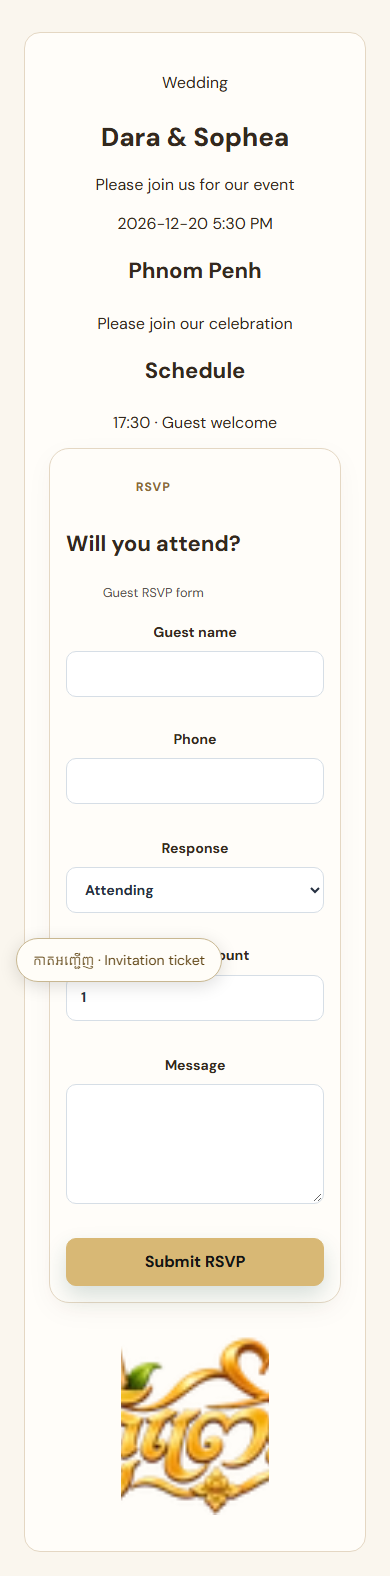 Wedding
Dara & Sophea
Please join us for our event
2026-12-20 5:30 PM
Phnom Penh
Please join our celebration
Schedule
17:30 · Guest welcome
RSVP
Will you attend?
Guest RSVP form
Guest name
Phone
Response
Attending
កាតអញ្ជើញ · Invitation ticket
1
Message
Submit RSVP